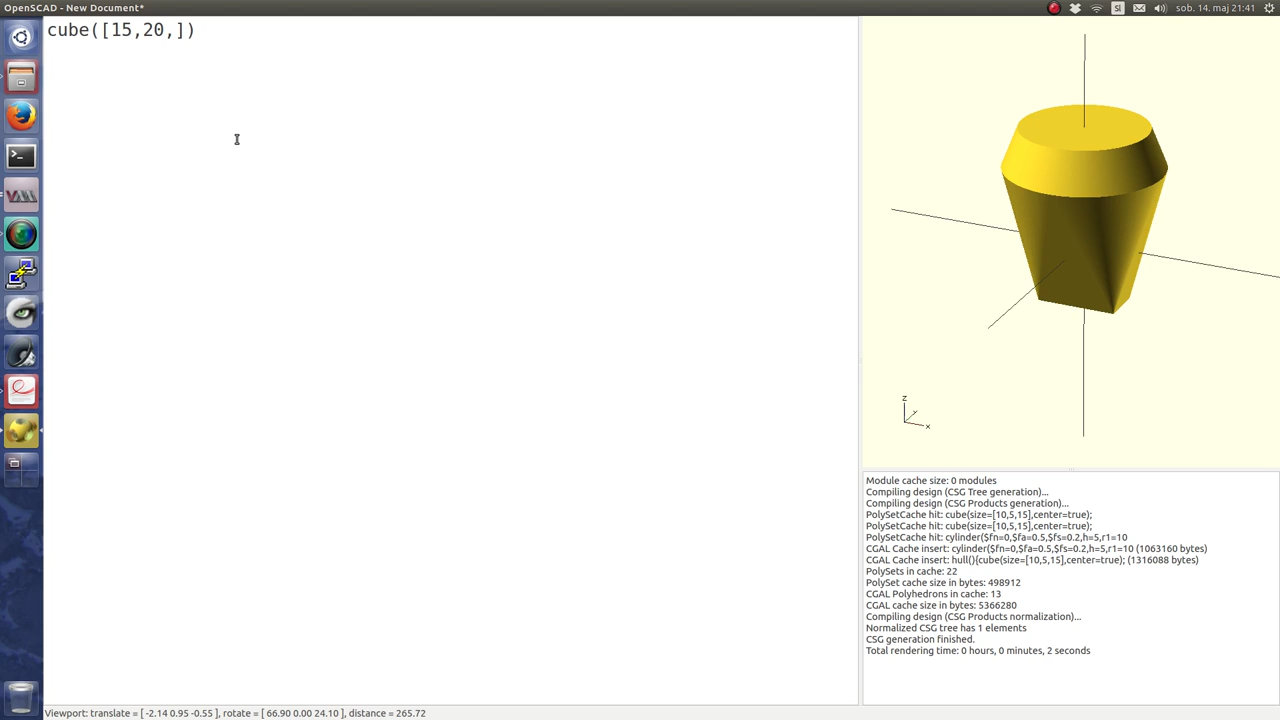 OpenSCAD - New Document*
Sl
sob. 14. maj 21:41
cube([15,20,])
z
x
Module cache size: 0 modules
Compiling design (CSG Tree generation)...
Compiling design (CSG Products generation)...
PolySetCache hit: cube(size=[10,5,15],center=true);
PolySetCache hit: cube(size=[10,5,15],center=true);
PolySetCache hit: cylinder($fn=0,$fa=0.5,$fs=0.2,h=5,r1=10
CGAL Cache insert: cylinder($fn=0,$fa=0.5,$fs=0.2,h=5,r1=10 (1063160 bytes)
CGAL Cache insert: hull(){cube(size=[10,5,15],center=true); (1316088 bytes)
PolySets in cache: 22
PolySet cache size in bytes: 498912
CGAL Polyhedrons in cache: 13
CGAL cache size in bytes: 5366280
Compiling design (CSG Products normalization)...
Normalized CSG tree has 1 elements
CSG generation finished.
Total rendering time: 0 hours, 0 minutes, 2 seconds
Viewport: translate = [ -2.14 0.95 -0.55 ], rotate = [ 66.90 0.00 24.10 ], distance = 265.72